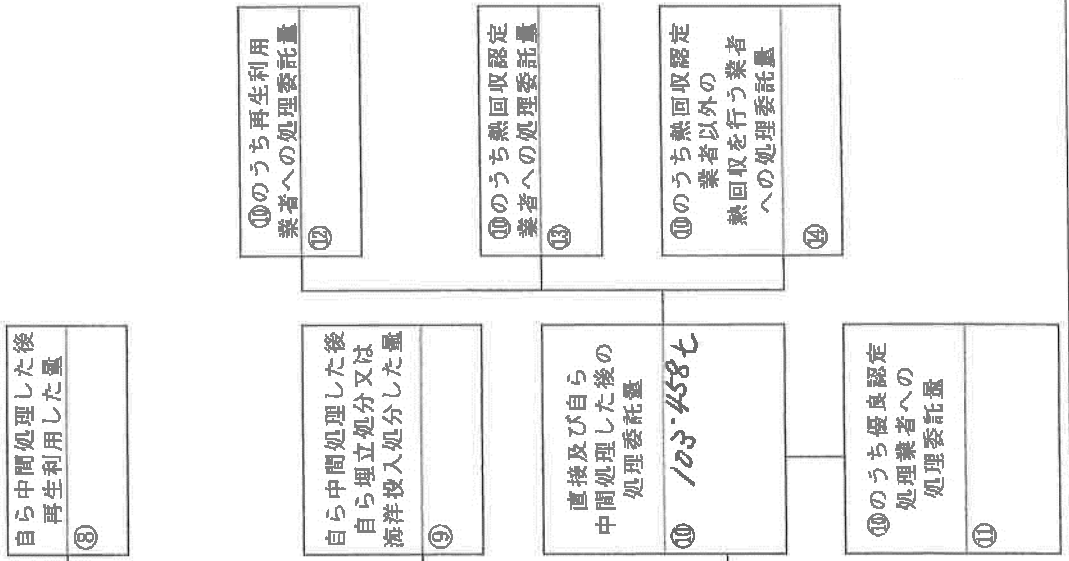 自ら中間処理した後
再生利用した量
⑧
自ら中間処理した後
自ら埋立処分又は
海洋投入処分した量
⑨
直接及び自ら
中間処理した後の
処理委託量
⑩ 103.458t
⑩のうち優良認定
処理業者への
処理委託量
⑪
⑩のうち再生利用
業者への処理委託量
⑫
⑩のうち熱回収認定
業者への処理委託量
⑬
⑩のうち熱回収認定
業者以外の
熱回収を行う業者
への処理委託量
⑭